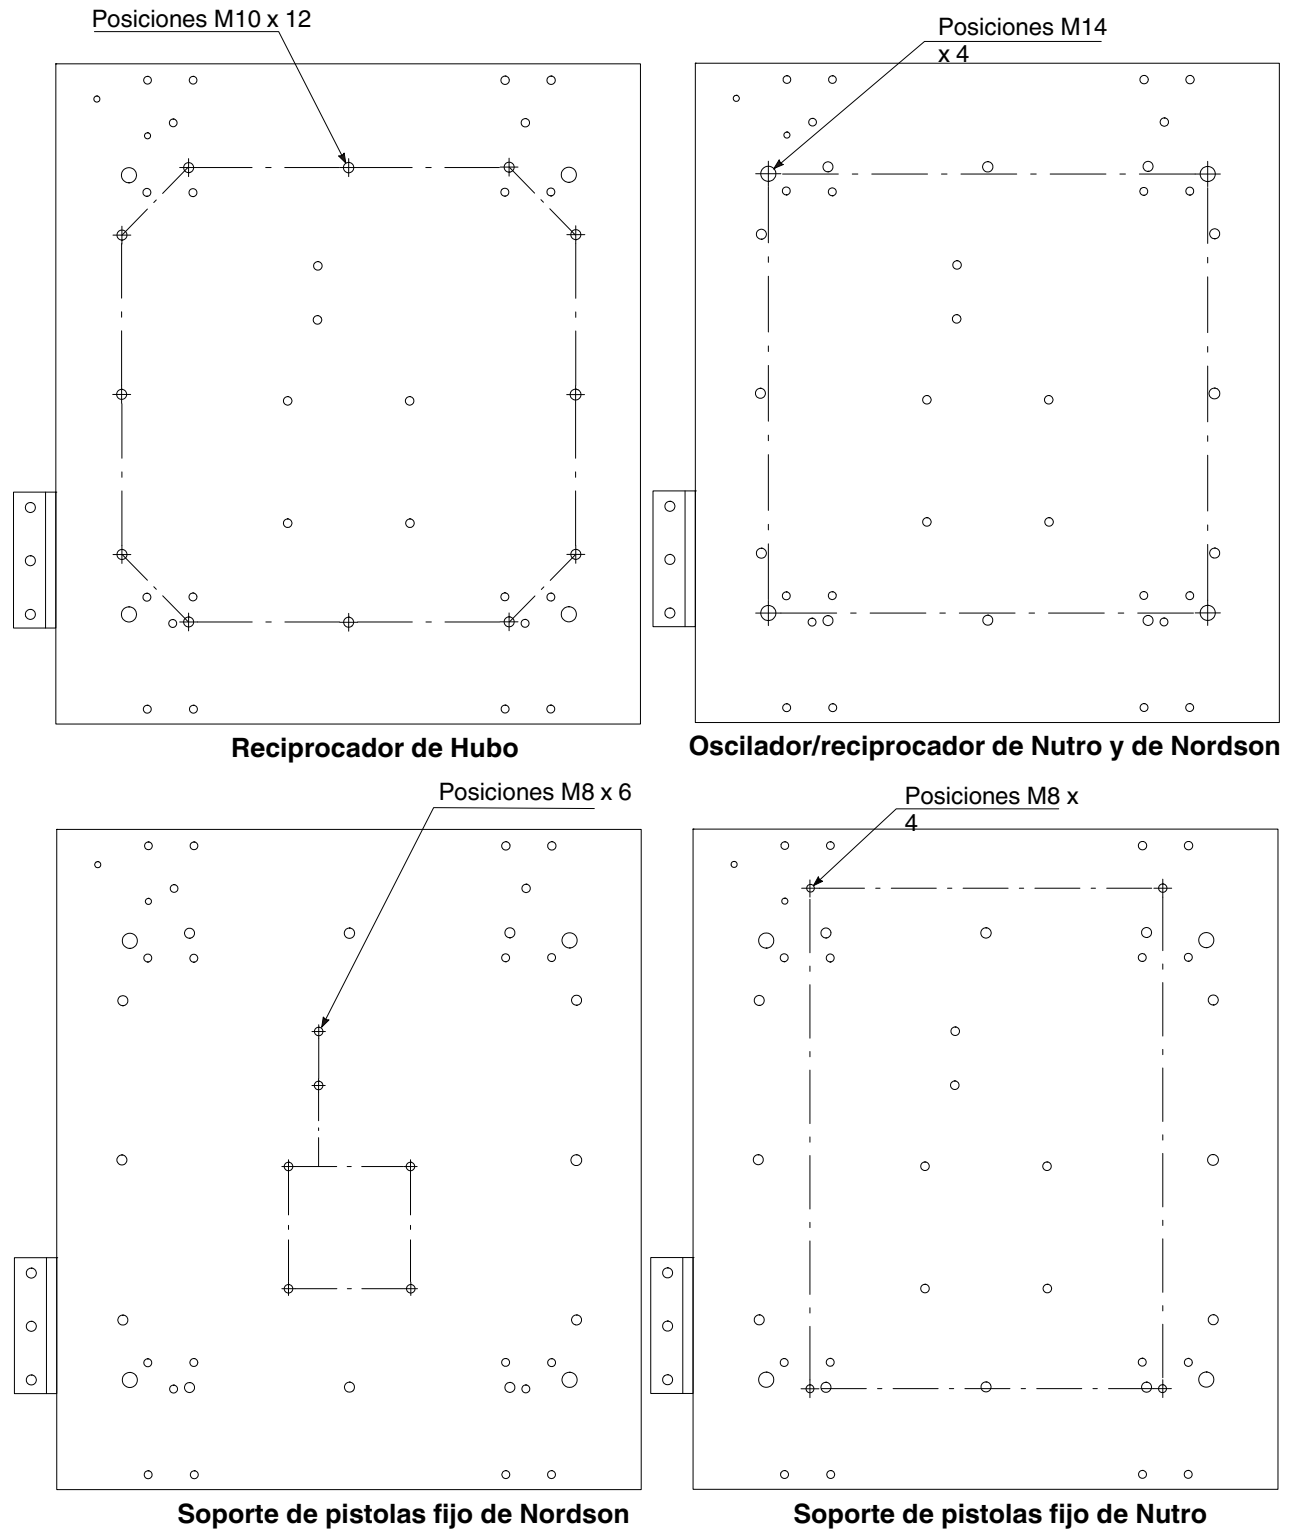 Posiciones M10 x 12
Posiciones M14
x 4
Reciprocador de Hubo
Oscilador/reciprocador de Nutro y de Nordson
Posiciones M8 x 6
Posiciones M8 x
4
Soporte de pistolas fijo de Nordson
Soporte de pistolas fijo de Nutro